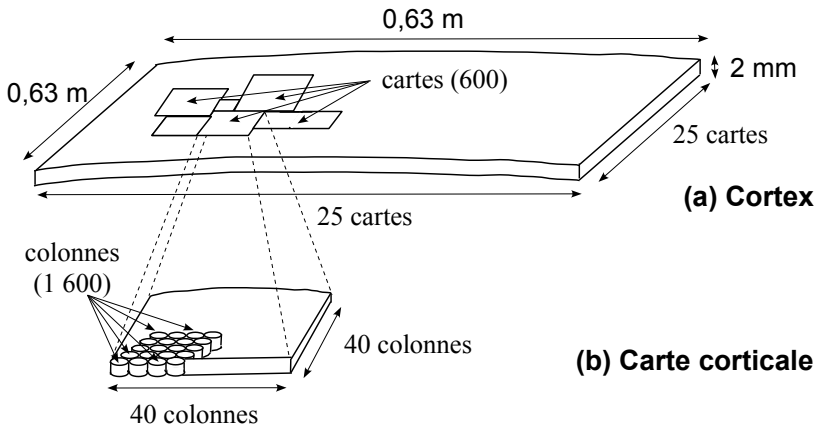 0,63 m
0,63 m
2 mm
cartes (600)
25 cartes
(a) Cortex
25 cartes
colonnes
(1 600)
40 colonnes
(b) Carte corticale
40 colonnes